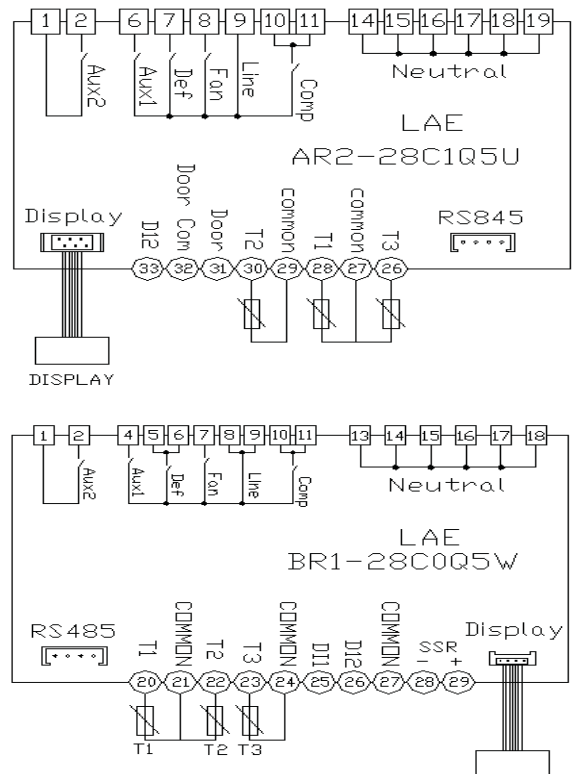 1 2 6 7 8 9 10 11 14 15 16 17 18 19
Aux2 Aux1 Def Fan Line Comp
Neutral
LAE
AR2-28C1Q5U
Display
DI2 Door Com Door T2 common T1 common T3
RS845
33 32 31 30 29 28 27 26
DISPLAY
1 2 4 5 6 7 8 9 10 11 13 14 15 16 17 18
Aux2 Aux1 Def Fan Line Comp
Neutral
LAE
BR1-28C0Q5W
RS485
T1 COMMON T2 T3 COMMON DI1 DI2 COMMON SSR
- +
Display
20 21 22 23 24 25 26 27 28 29
T1 T2 T3